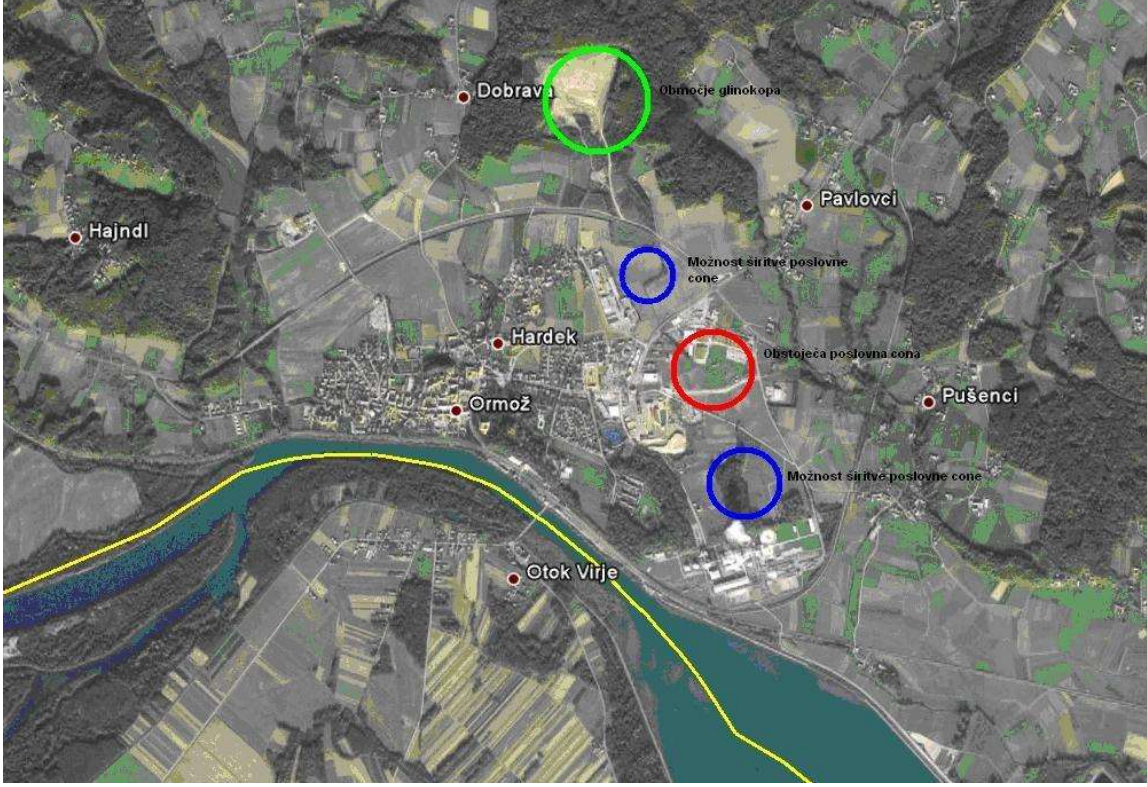 Dobrava
Območje glinokopa
Pavlovci
Hajndl
Možnost širitve poslovne
cone
Hardek
Obstoječa poslovna cona
Pušenci
Ormož
Možnost širitve poslovne cone
Otok Virje